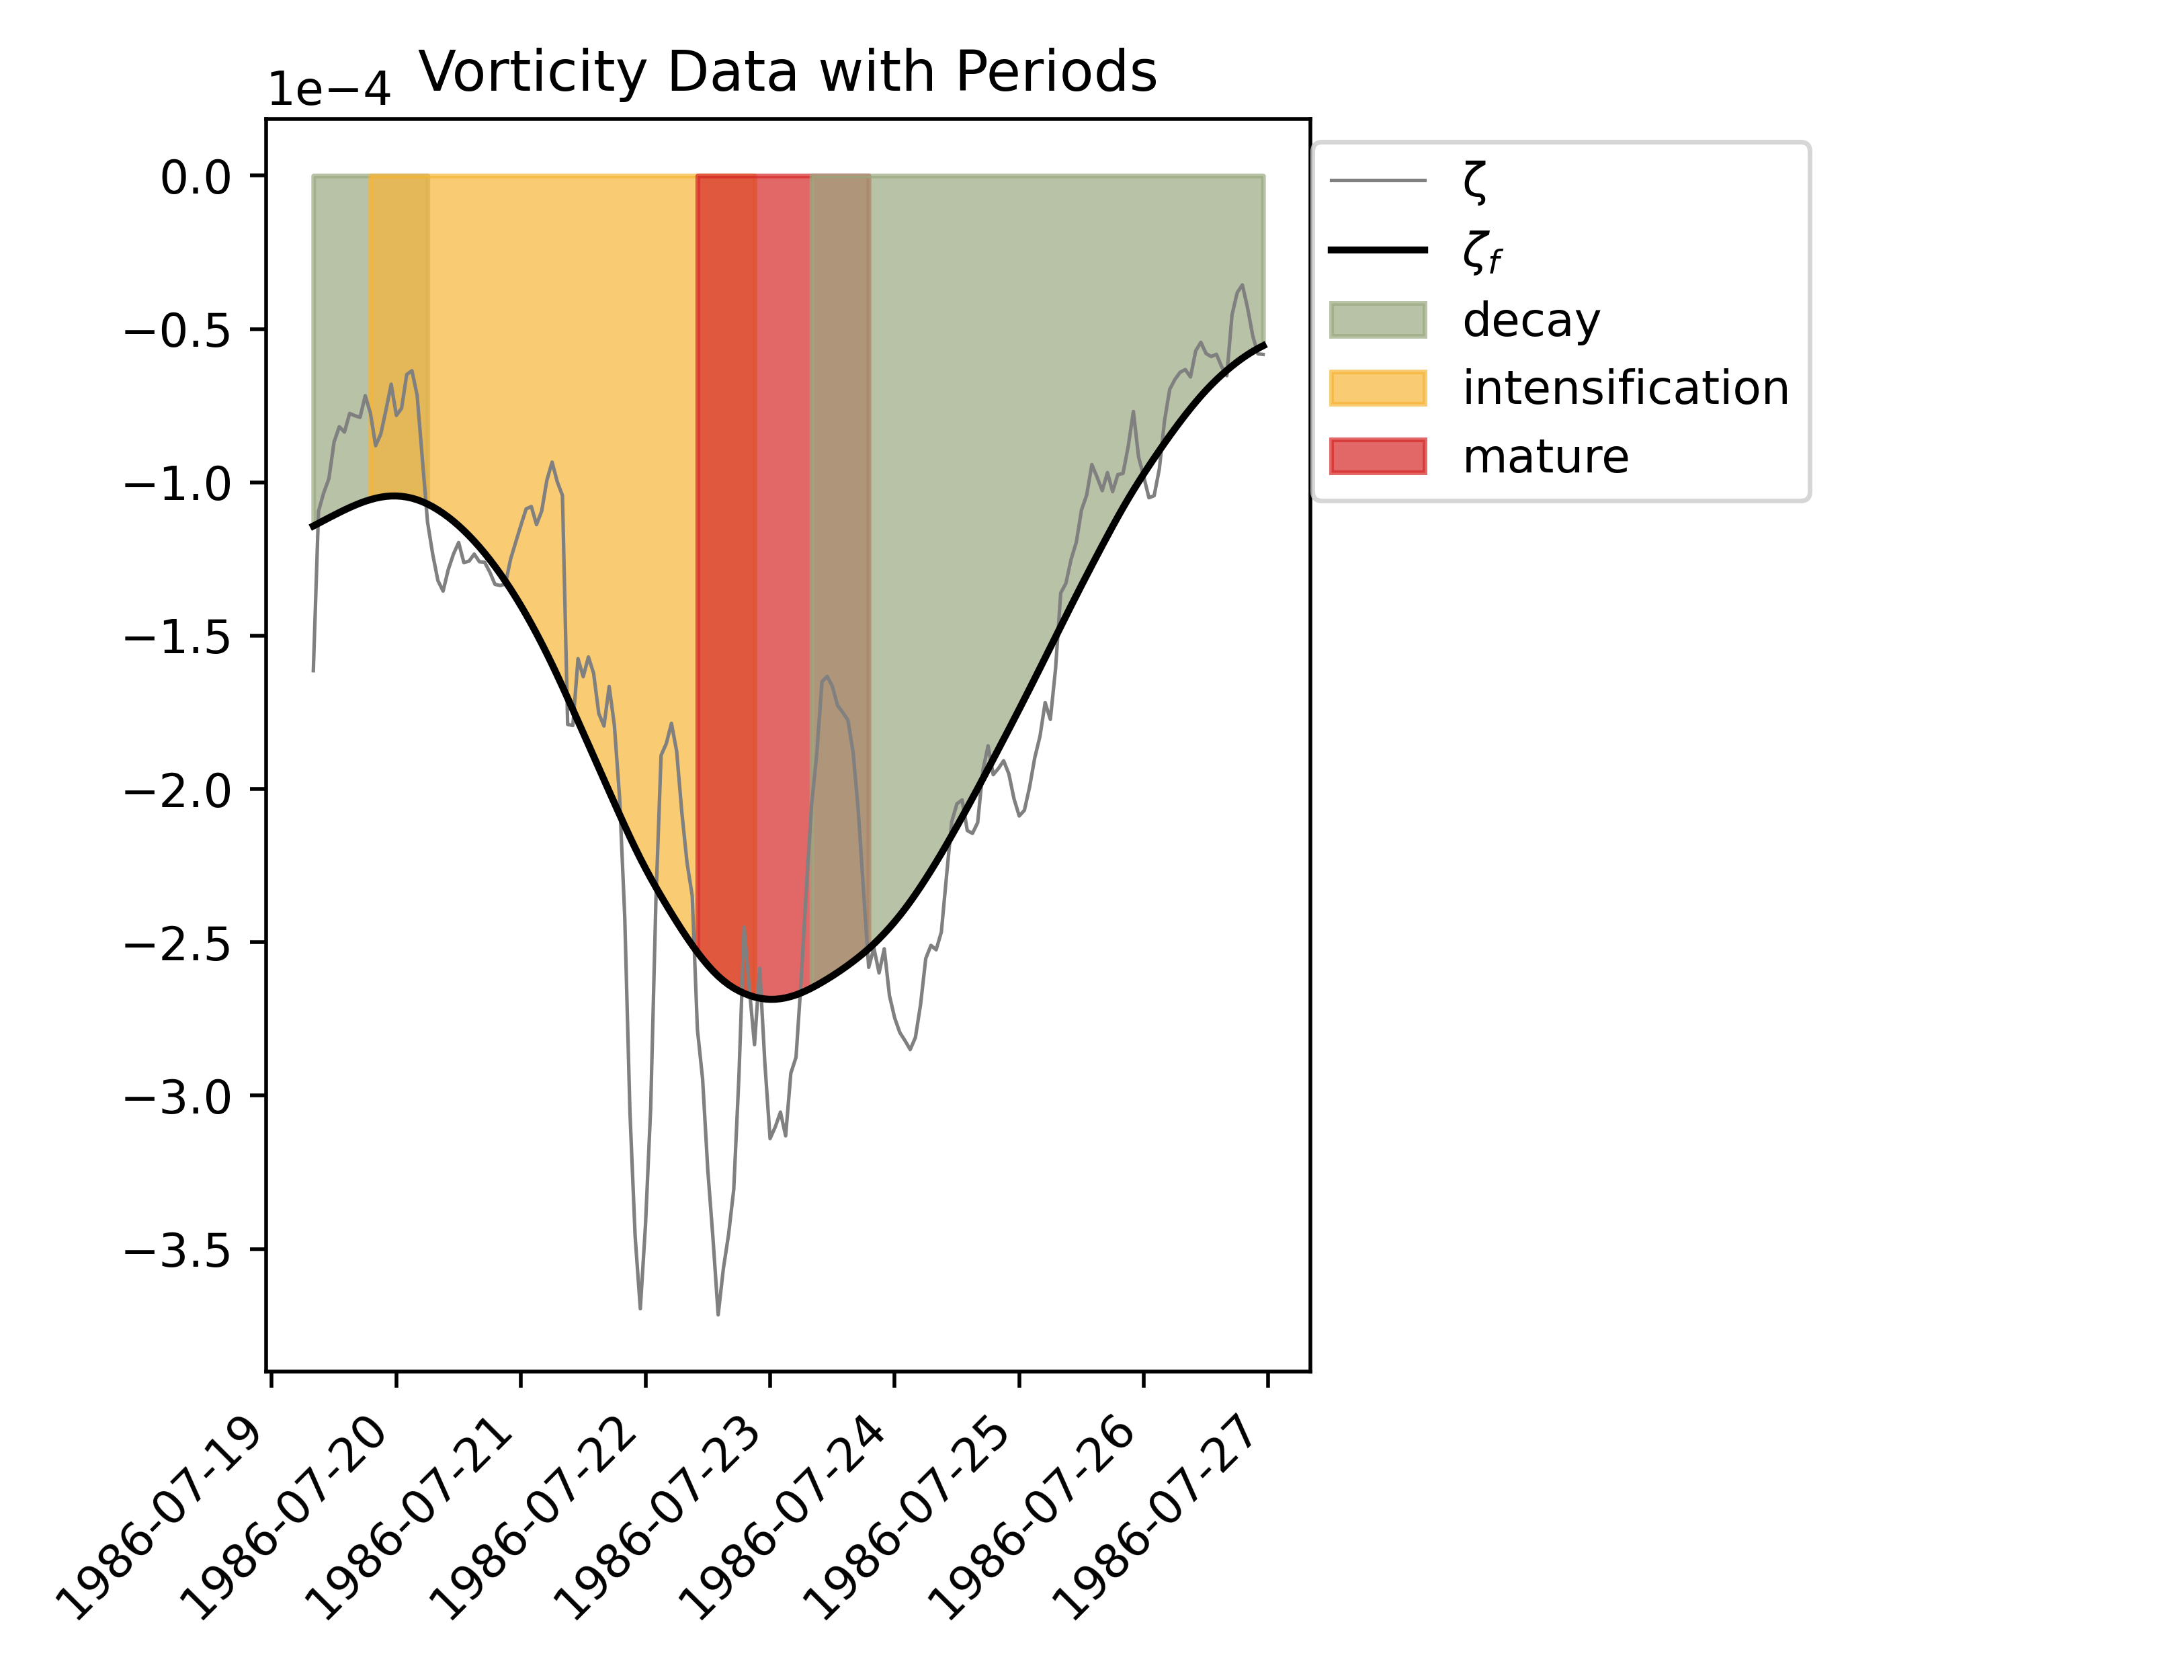 Vorticity Data with Periods
1e−4
0.0
−0.5
−1.0
−1.5
−2.0
−2.5
−3.0
−3.5
1986-07-19
1986-07-20
1986-07-21
1986-07-22
1986-07-23
1986-07-24
1986-07-25
1986-07-26
1986-07-27
ζ
ζf
decay
intensification
mature